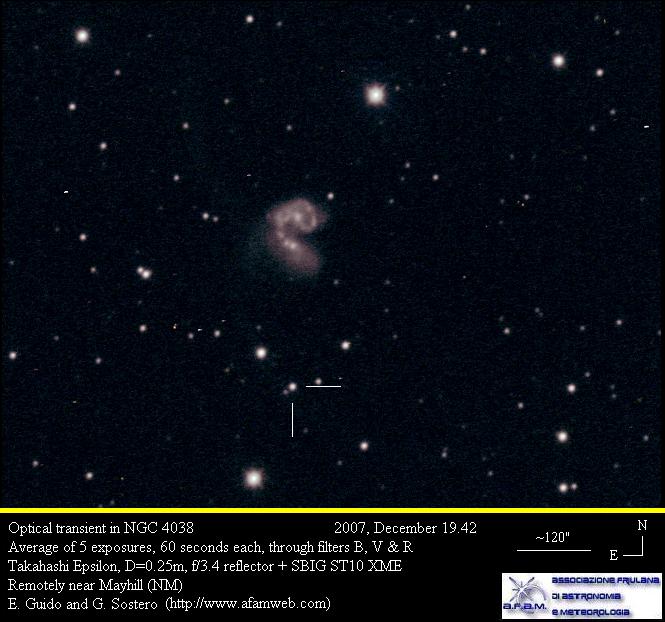 Optical transient in NGC 4038 2007, December 19.42
Average of 5 exposures, 60 seconds each, through filters B, V & R
Takahashi Epsilon, D=0.25m, f/3.4 reflector + SBIG ST10 XME
Remotely near Mayhill (NM)
E. Guido and G. Sostero (http://www.afamweb.com)
~120"
N
E
a.f.a.m.
ASSOCIAZIONE FRIULANA
DI ASTRONOMIA
E METEOROLOGIA